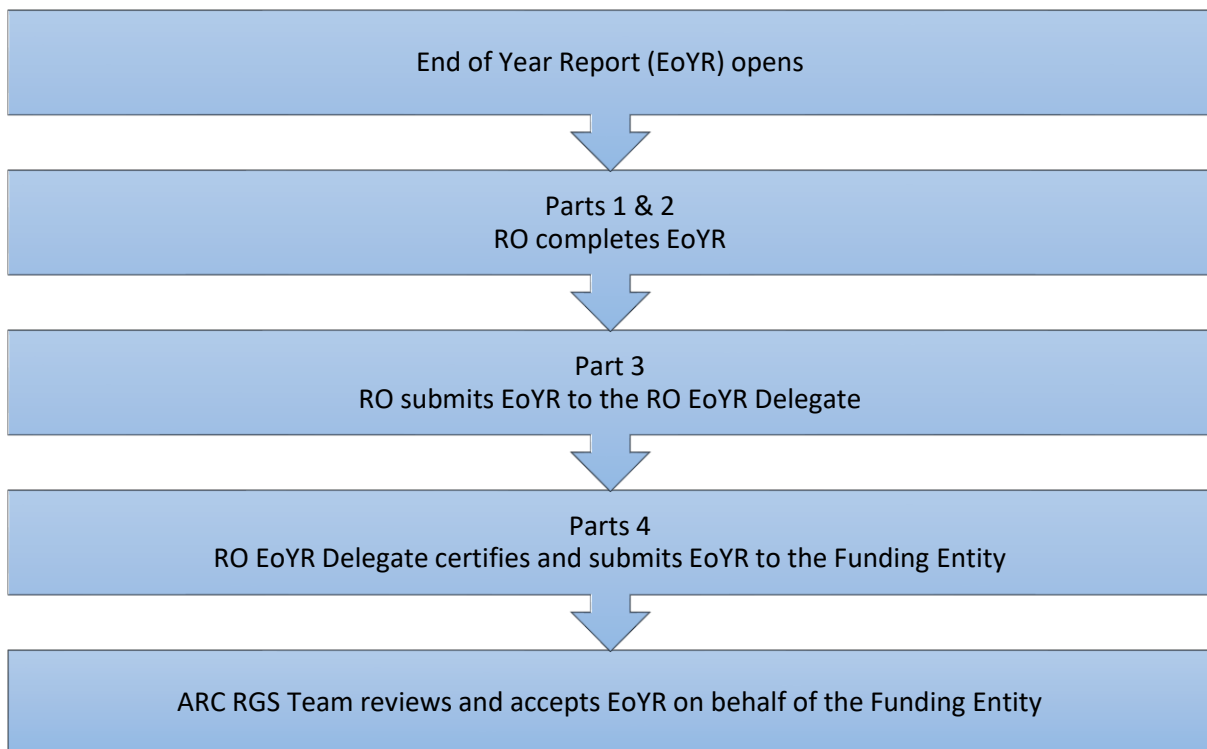 End of Year Report (EoYR) opens
Parts 1 & 2
RO completes EoYR
Part 3
RO submits EoYR to the RO EoYR Delegate
Parts 4
RO EoYR Delegate certifies and submits EoYR to the Funding Entity
ARC RGS Team reviews and accepts EoYR on behalf of the Funding Entity